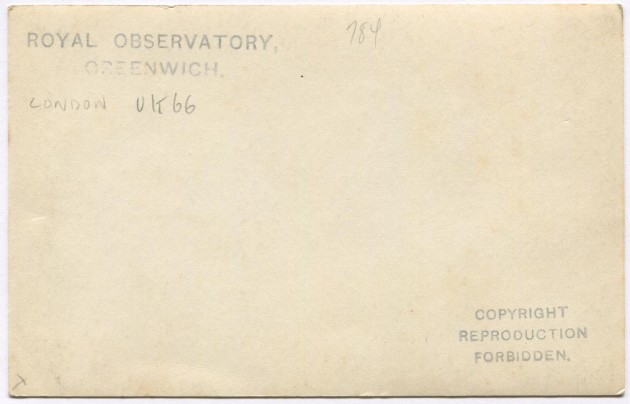 ROYAL OBSERVATORY,
GREENWICH.
784
LONDON UK66
COPYRIGHT
REPRODUCTION
FORBIDDEN.